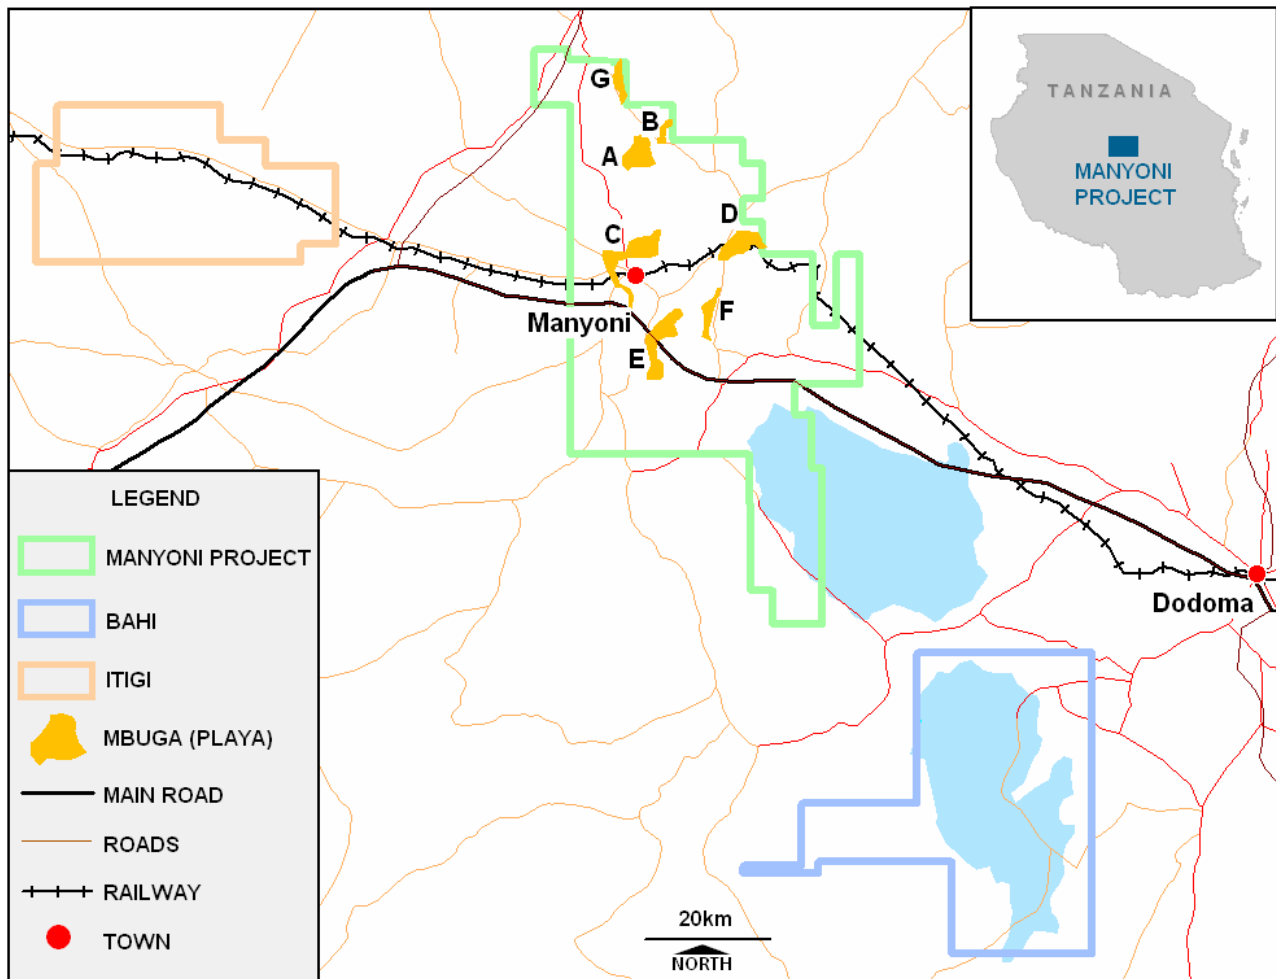 G
B
A
D
C
F
Manyoni
E
Dodoma
TANZANIA
MANYONI
PROJECT
LEGEND
MANYONI PROJECT
BAHI
ITIGI
MBUGA (PLAYA)
MAIN ROAD
ROADS
RAILWAY
TOWN
20km
NORTH